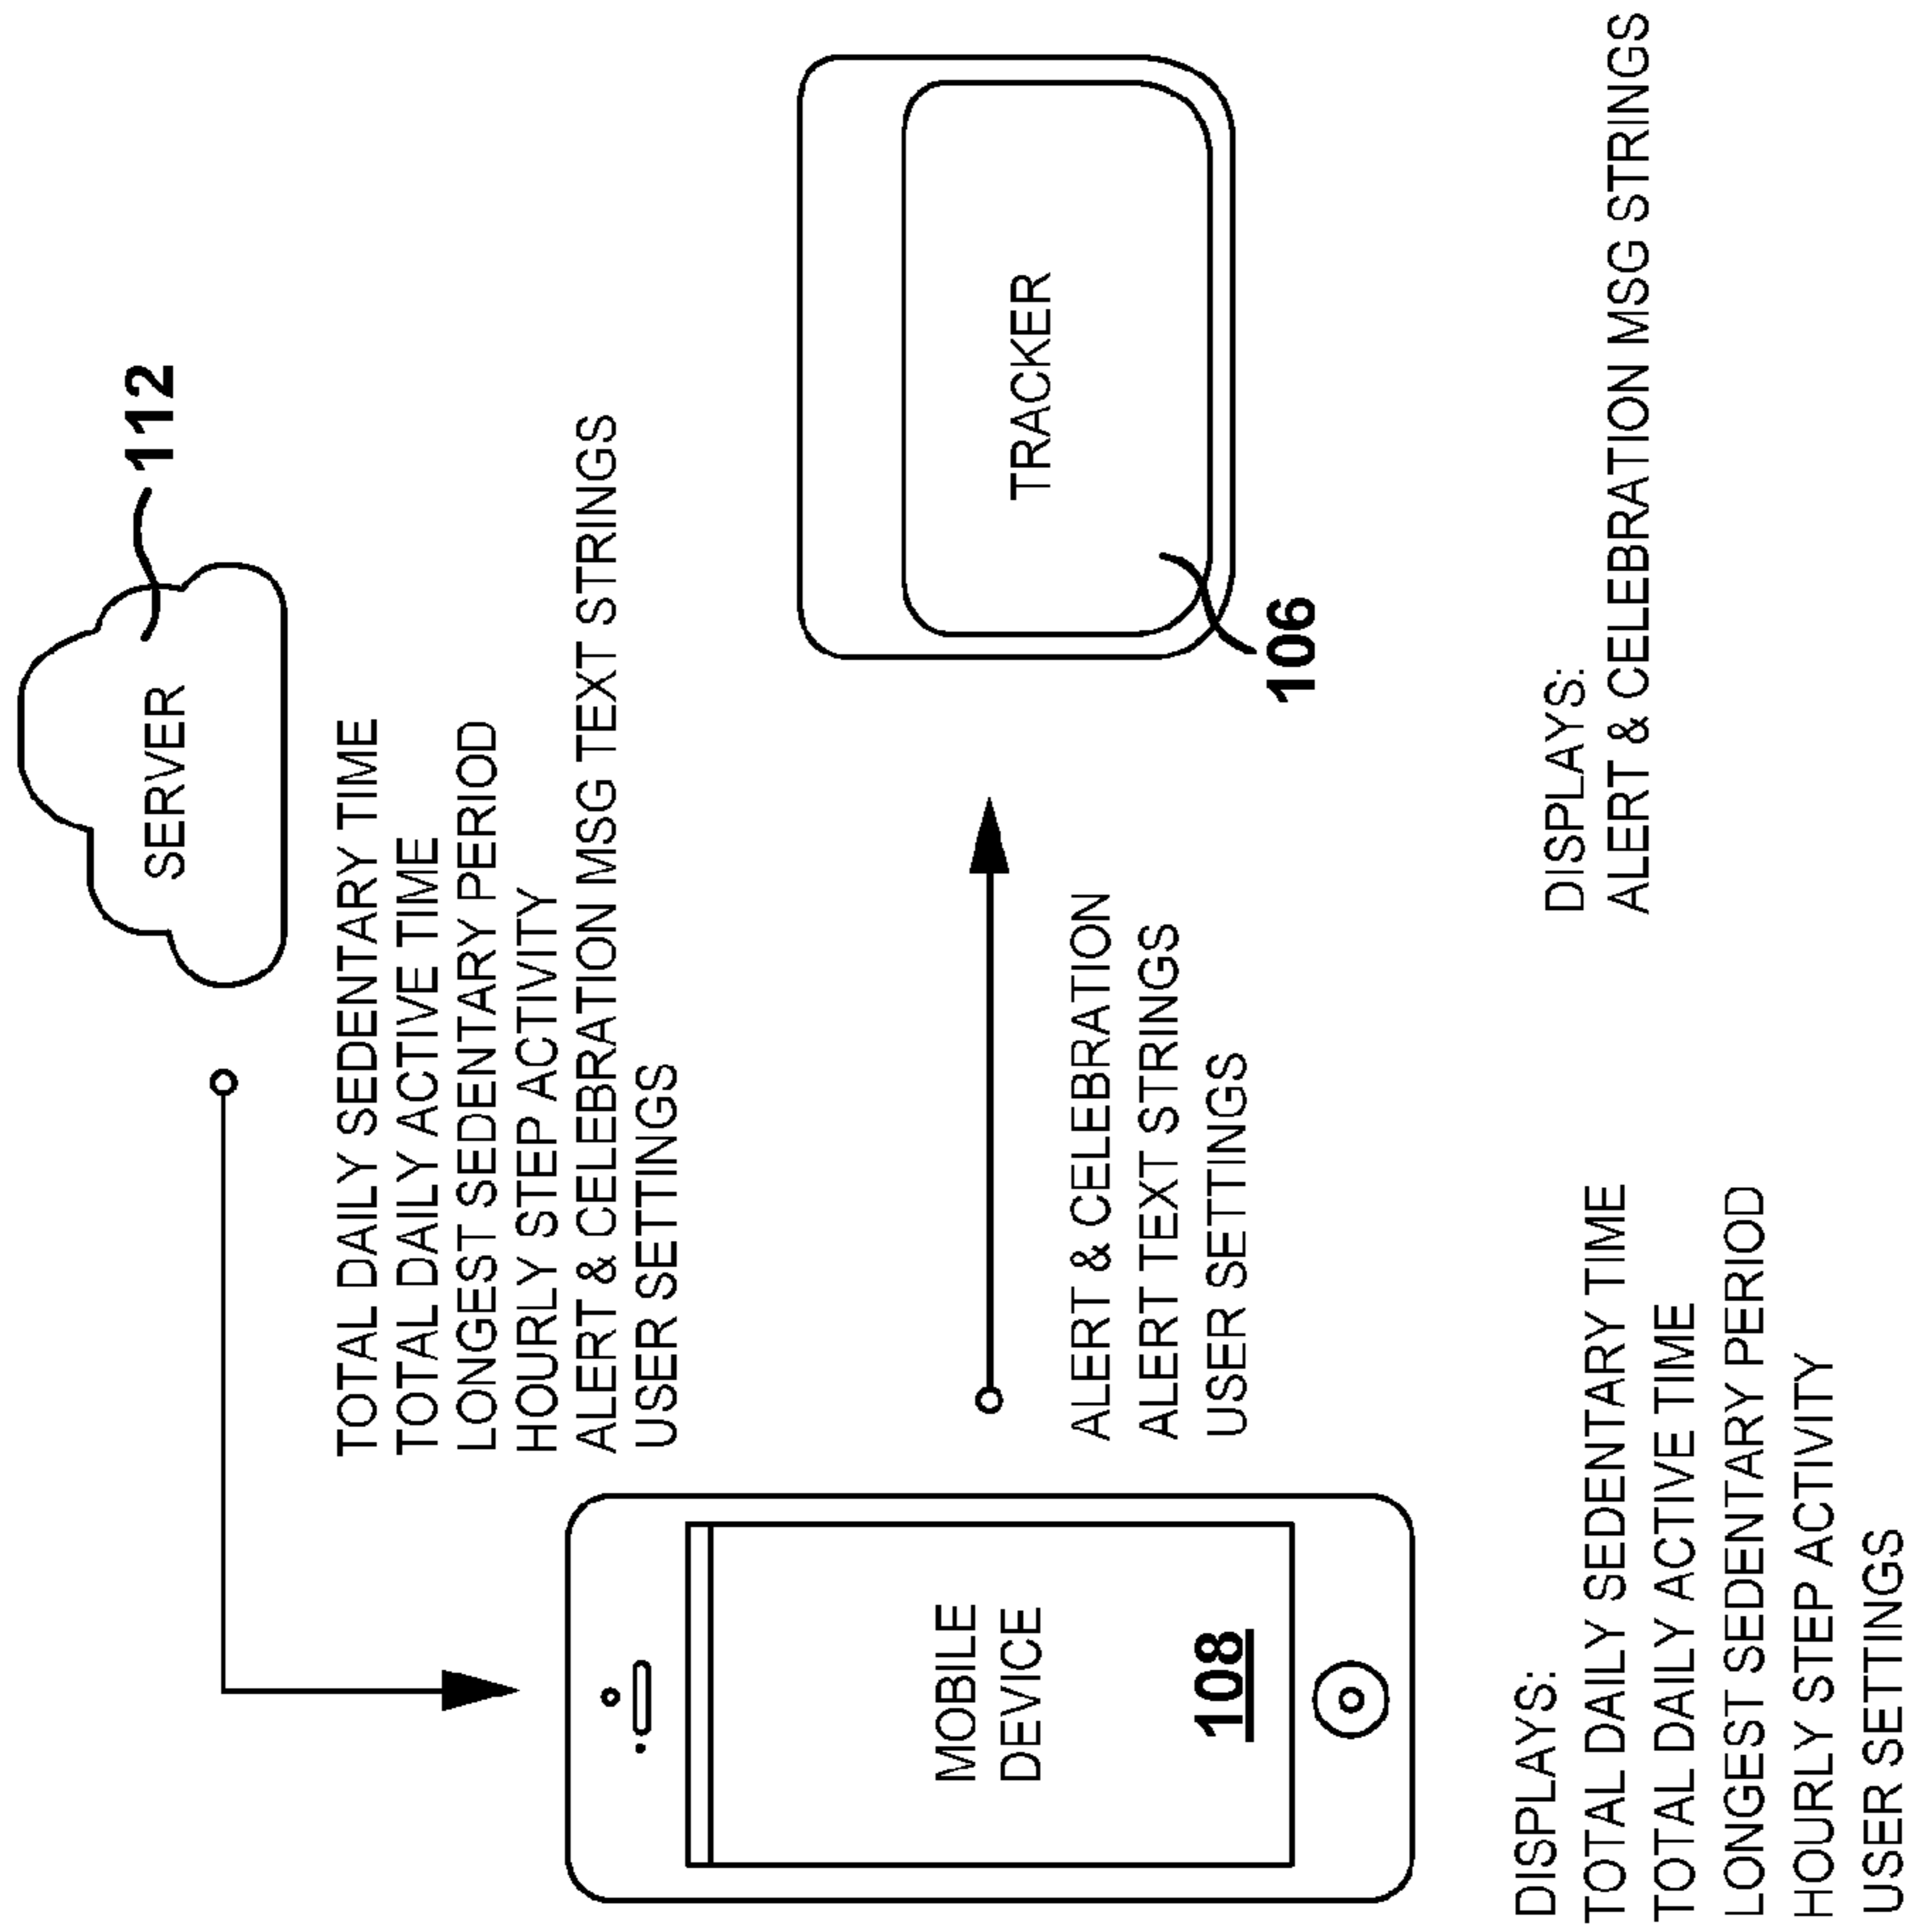 SERVER
112
TOTAL DAILY SEDENTARY TIME
TOTAL DAILY ACTIVE TIME
LONGEST SEDENTARY PERIOD
HOURLY STEP ACTIVITY
ALERT & CELEBRATION MSG TEXT STRINGS
USER SETTINGS
MOBILE
DEVICE
108
ALERT & CELEBRATION
ALERT TEXT STRINGS
USER SETTINGS
TRACKER
106
DISPLAYS:
TOTAL DAILY SEDENTARY TIME
TOTAL DAILY ACTIVE TIME
LONGEST SEDENTARY PERIOD
HOURLY STEP ACTIVITY
USER SETTINGS
DISPLAYS:
ALERT & CELEBRATION MSG STRINGS